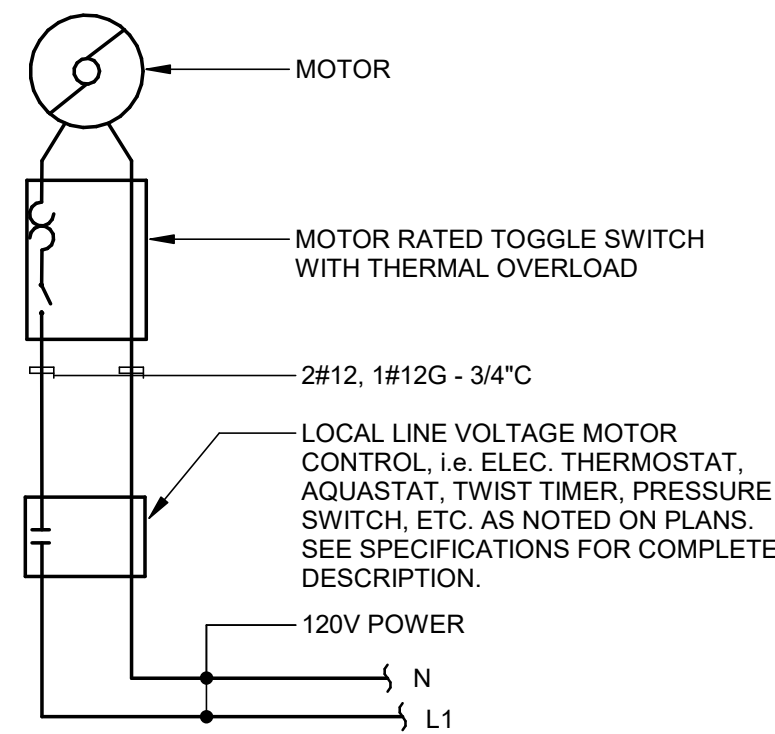 MOTOR
MOTOR RATED TOGGLE SWITCH
WITH THERMAL OVERLOAD
2#12, 1#12G - 3/4"C
LOCAL LINE VOLTAGE MOTOR
CONTROL, i.e. ELEC. THERMOSTAT,
AQUASTAT, TWIST TIMER, PRESSURE
SWITCH, ETC. AS NOTED ON PLANS.
SEE SPECIFICATIONS FOR COMPLETE
DESCRIPTION.
120V POWER
N
L1